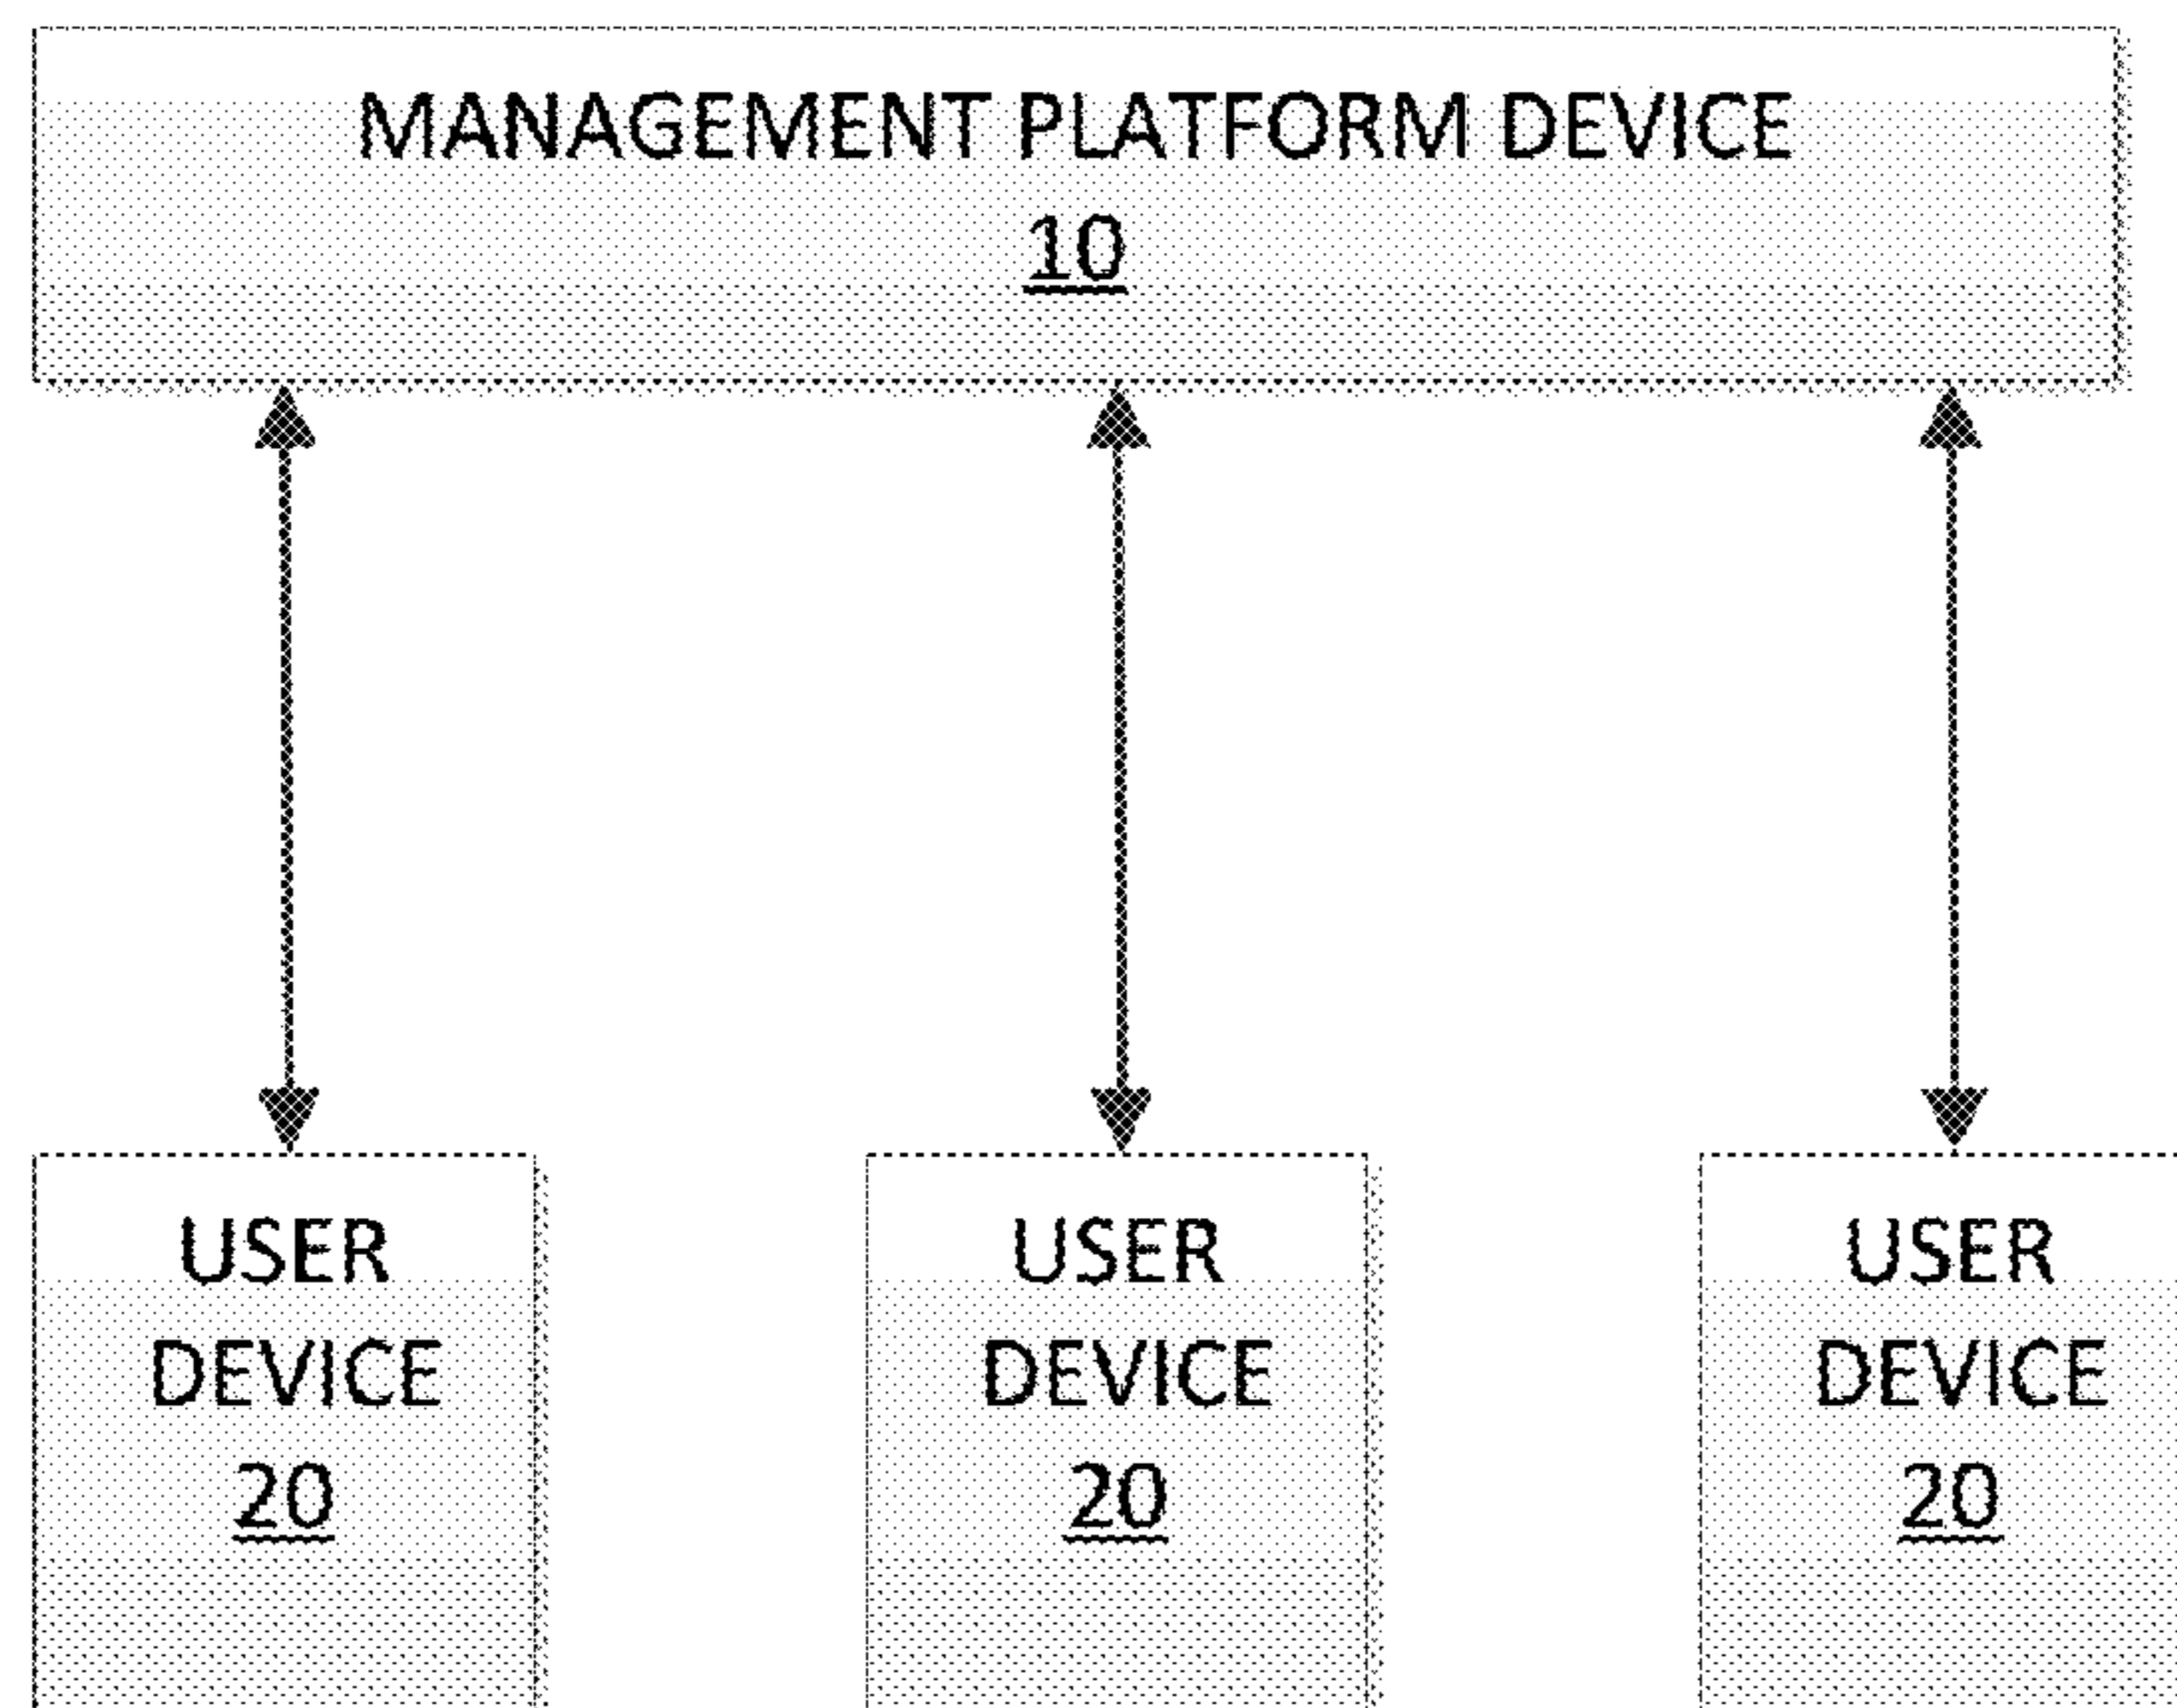 MANAGEMENT PLATFORM DEVICE
10
USER
DEVICE
20
USER
DEVICE
20
USER
DEVICE
20